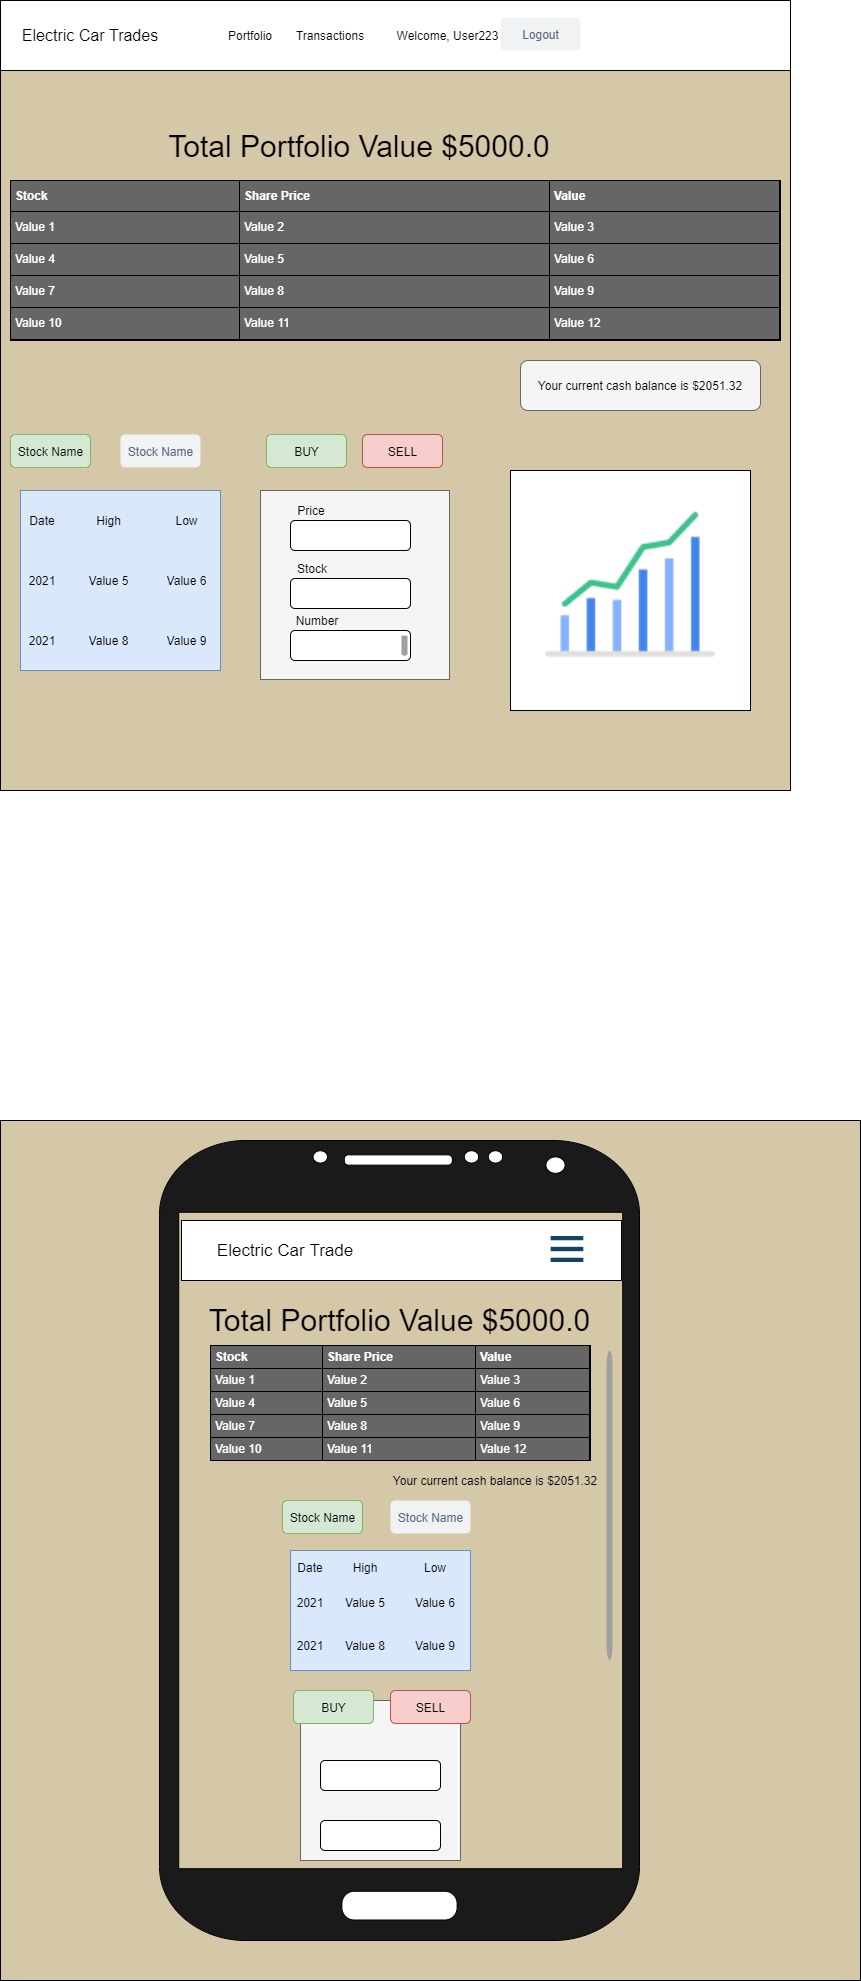 Electric Car Trades Portfolio Transactions Welcome, User223 Logout
Total Portfolio Value $5000.0
Stock Share Price Value
Value 1 Value 2 Value 3
Value 4 Value 5 Value 6
Value 7 Value 8 Value 9
Value 10 Value 11 Value 12
Your current cash balance is $2051.32
Stock Name Stock Name BUY SELL
Date High Low
2021 Value 5 Value 6
2021 Value 8 Value 9
Price
Stock
Number
Electric Car Trade
Total Portfolio Value $5000.0
Stock Share Price Value
Value 1 Value 2 Value 3
Value 4 Value 5 Value 6
Value 7 Value 8 Value 9
Value 10 Value 11 Value 12
Your current cash balance is $2051.32
Stock Name Stock Name
Date High Low
2021 Value 5 Value 6
2021 Value 8 Value 9
BUY SELL